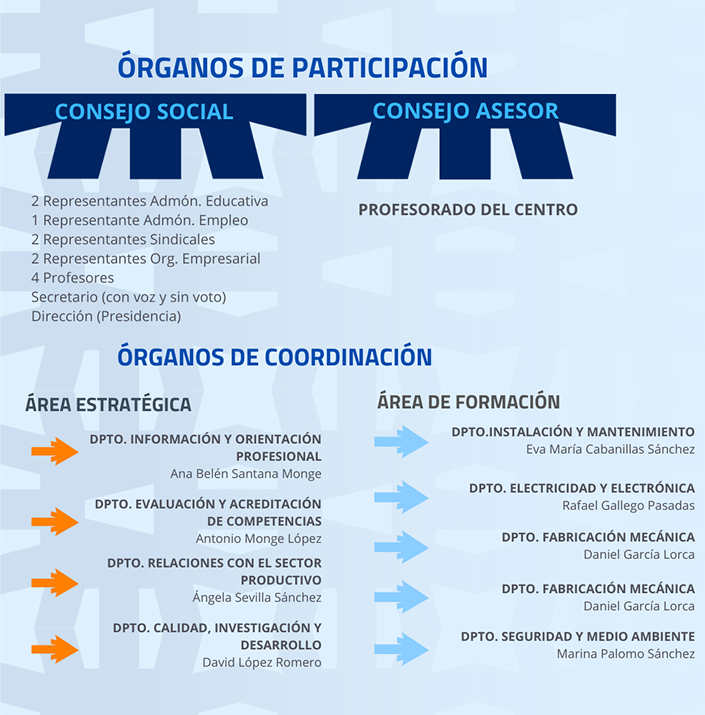 ÓRGANOS DE PARTICIPACIÓN
CONSEJO SOCIAL
2 Representantes Admón. Educativa
1 Representante Admón. Empleo
2 Representantes Sindicales
2 Representantes Org. Empresarial
4 Profesores
Secretario (con voz y sin voto)
Dirección (Presidencia)
CONSEJO ASESOR
PROFESORADO DEL CENTRO
ÓRGANOS DE COORDINACIÓN
ÁREA ESTRATÉGICA
DPTO. INFORMACIÓN Y ORIENTACIÓN
PROFESIONAL
Ana Belén Santana Monge
DPTO. EVALUACIÓN Y ACREDITACIÓN
DE COMPETENCIAS
Antonio Monge López
DPTO. RELACIONES CON EL SECTOR
PRODUCTIVO
Ángela Sevilla Sánchez
DPTO. CALIDAD, INVESTIGACIÓN Y
DESARROLLO
David López Romero
ÁREA DE FORMACIÓN
DPTO.INSTALACIÓN Y MANTENIMIENTO
Eva María Cabanillas Sánchez
DPTO. ELECTRICIDAD Y ELECTRÓNICA
Rafael Gallego Pasadas
DPTO. FABRICACIÓN MECÁNICA
Daniel García Lorca
DPTO. FABRICACIÓN MECÁNICA
Daniel García Lorca
DPTO. SEGURIDAD Y MEDIO AMBIENTE
Marina Palomo Sánchez